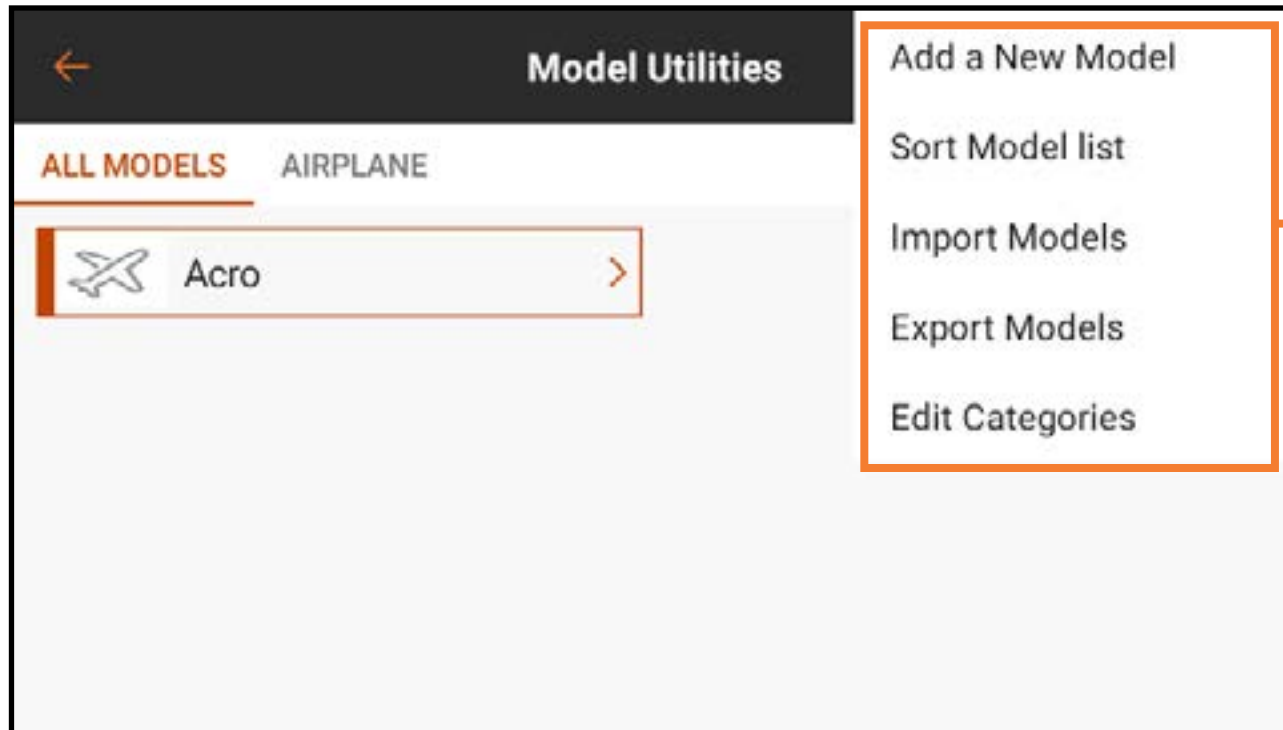 Model Utilities
ALL MODELS AIRPLANE
Acro
Add a New Model
Sort Model list
Import Models
Export Models
Edit Categories